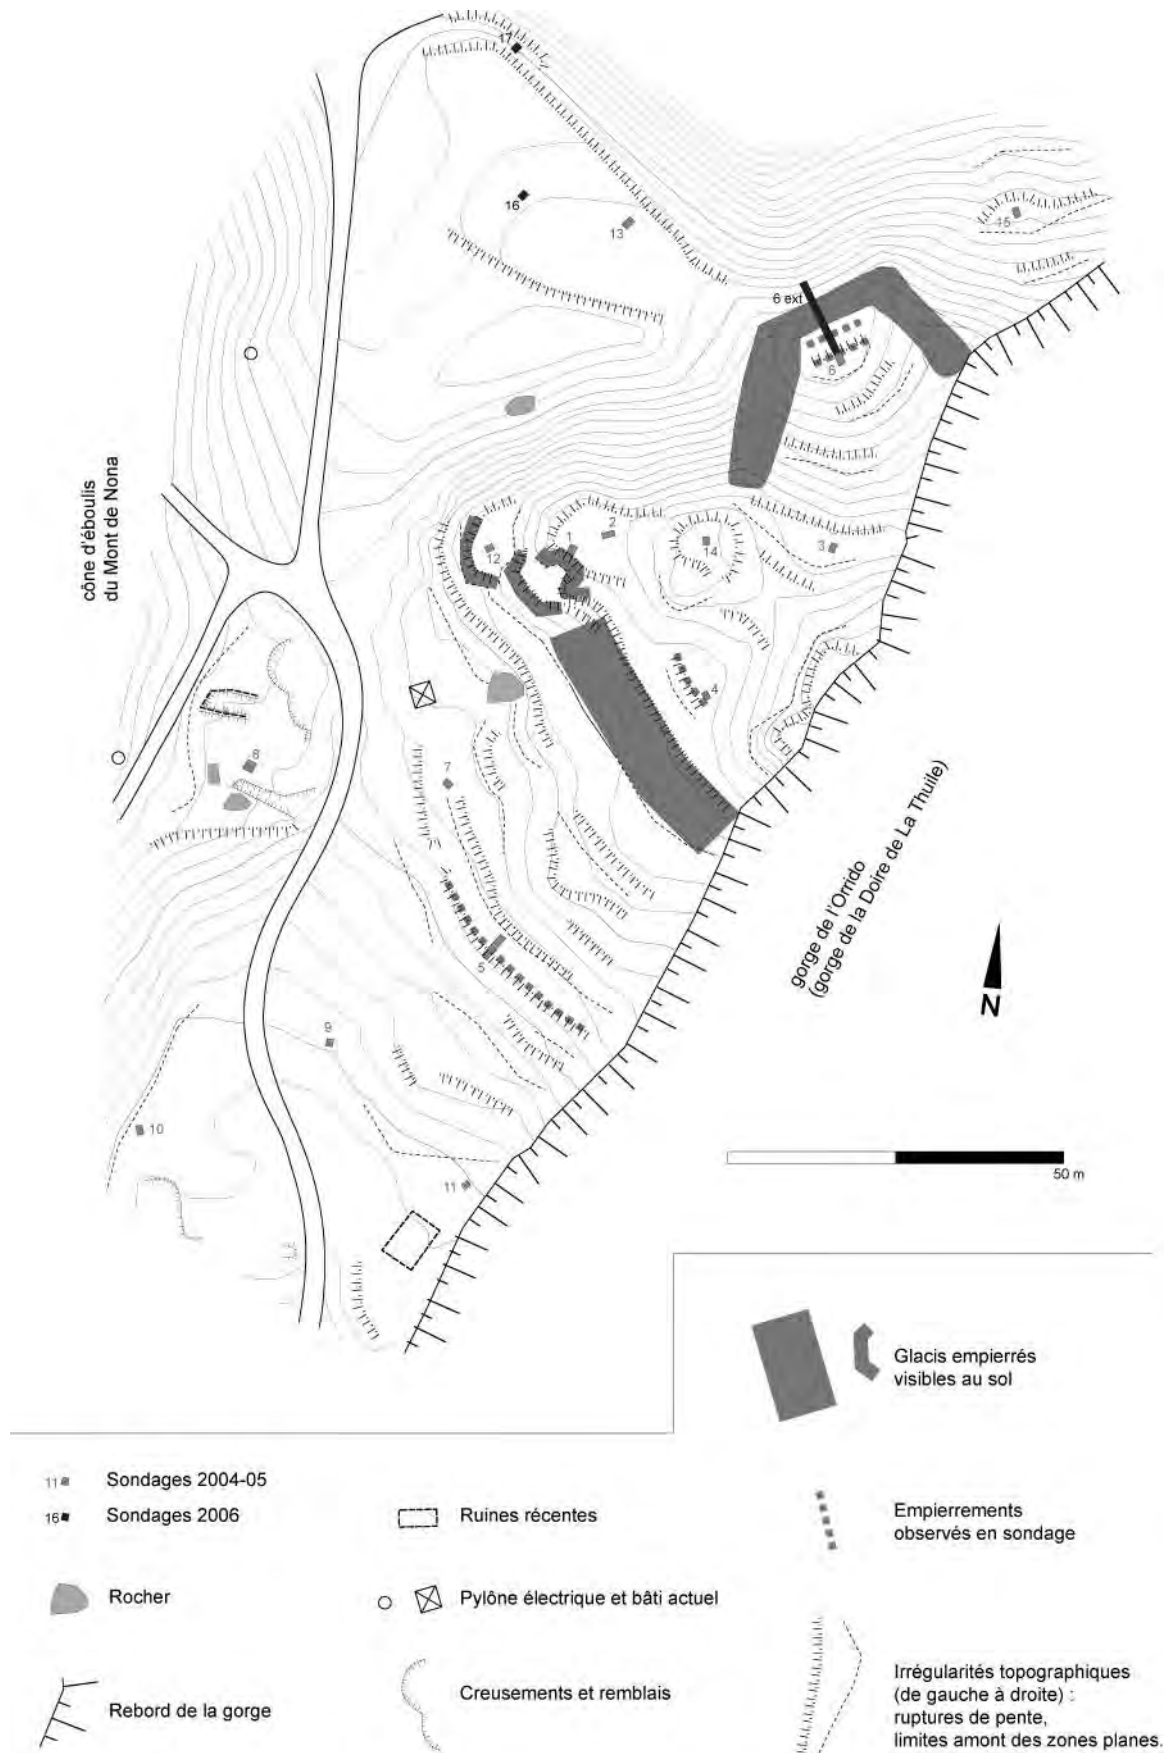 17
16
13
15
6 ext
6
cône d'éboulis
du Mont de Nona
2
1
12
14
3
4
8
7
gorge de l'Orrido
(gorge de la Doire de La Thuile)
5
N
9
10
11
50 m
Glacis empierrés
visibles au sol
11 Sondages 2004-05
16 Sondages 2006
Ruines récentes
Empierrements
observés en sondage
Rocher
Pylône électrique et bâti actuel
Rebord de la gorge
Creusements et remblais
Irrégularités topographiques
(de gauche à droite) :
ruptures de pente,
limites amont des zones planes.